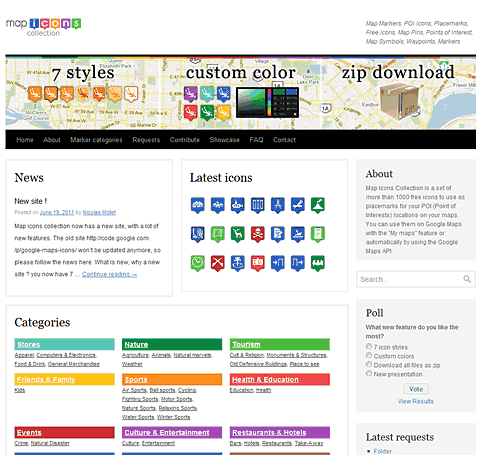 map icons
collection
Map Markers, POI Icons, Placemarks,
Free Icons, Map Pins, Points of Interest,
Map Symbols, Waypoints, Markers
7 styles
custom color
zip download
Home About Marker categories Requests Contribute Showcase FAQ Contact
News
New site !
Posted on June 19, 2011 by Nicolas Mollet
Map icons collection now has a new site, with a lot
of new features. The old site http://code.google.com
/p/google-maps-icons/ won't be updated anymore, so
please follow the news here. What is new, why a new
site ? you now have 7 … Continue reading →
Latest icons
About
Map Icons Collection is a set of
more than 1000 free icons to use as
placemarks for your POI (Point of
Interests) locations on your maps.
You can use them on Google Maps
with the "My maps" feature or
automatically by using the Google
Maps API.
Search...
Poll
What new feature do you like the
most?
7 icon styles
Custom colors
Download all files as zip
New presentation
Vote
View Results
Latest requests
Folder
Categories
Stores
Apparel, Computers & Electronics,
Food & Drink, General Merchandise
Nature
Agriculture, Animals, Natural marvels,
Weather
Tourism
Cult & Religion, Monuments & Structures,
Old Defensive Buildings, Place to see
Friends & Family
Kids
Sports
Air Sports, Ball sports, Cycling,
Fighting Sports, Motor Sports,
Nature Sports, Relaxing Sports,
Water Sports, Winter Sports
Health & Education
Education, Health
Events
Crime, Natural Disaster
Culture & Entertainment
Culture, Entertainment
Restaurants & Hotels
Bars, Hotels, Restaurants, Take-Away